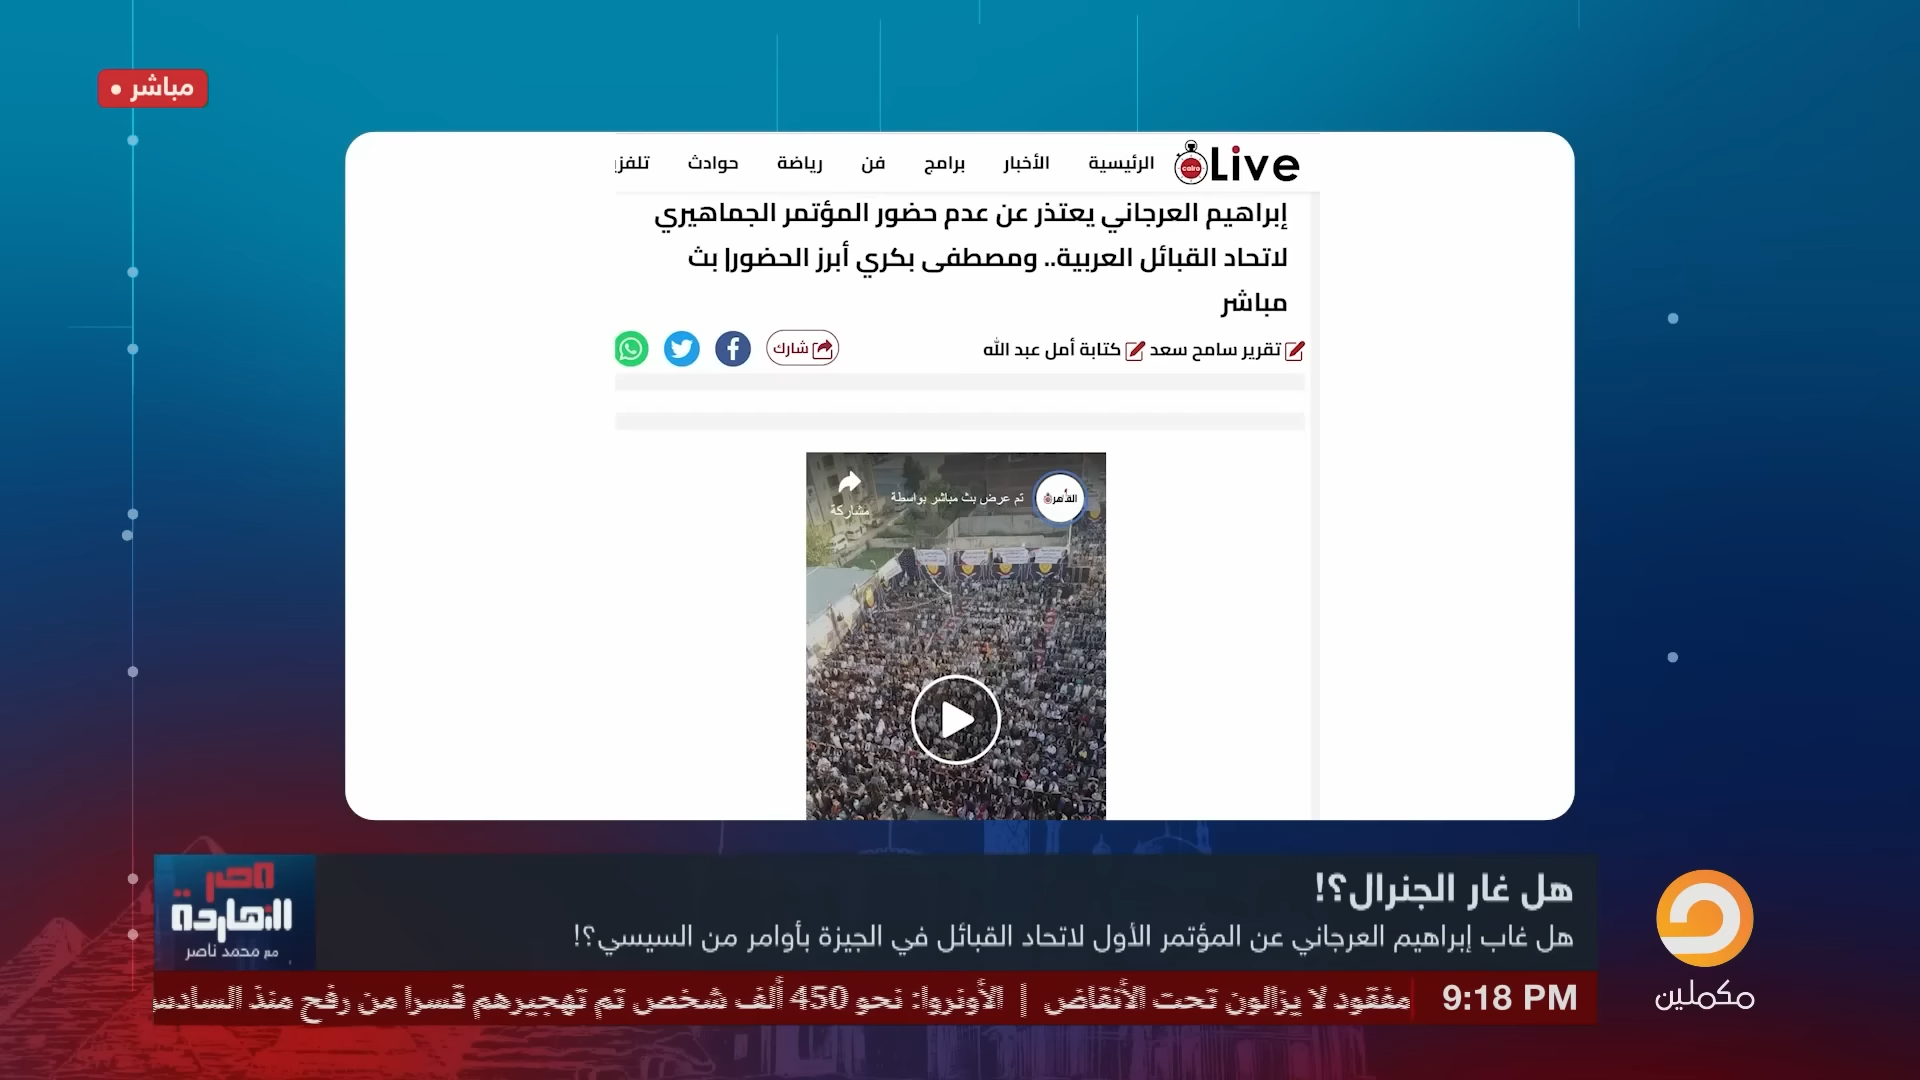 مباشر
Live
cairo
الرئيسية الأخبار برامج فن رياضة حوادث تلفزي
إبراهيم العرجاني يعتذر عن عدم حضور المؤتمر الجماهيري
لاتحاد القبائل العربية.. ومصطفى بكري أبرز الحضور| بث
مباشر
تقرير سامح سعد كتابة أمل عبد الله
شارك
القاهرة
تم عرض بث مباشر بواسطة
مشاركة
هل غار الجنرال؟!
هل غاب إبراهيم العرجاني عن المؤتمر الأول لاتحاد القبائل في الجيزة بأوامر من السيسي؟!
مصر
النهاردة
مع محمد ناصر
9:18 PM
مفقود لا يزالون تحت الأنقاض | الأونروا: نحو 450 ألف شخص تم تهجيرهم قسرا من رفح منذ السادس
مكملين